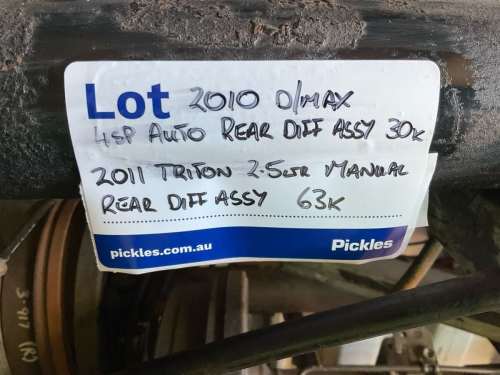 Lot 2010 D/MAX
4SP AUTO REAR DIFF ASSY 30K
2011 TRITON 2.5LTR MANUAL
REAR DIFF ASSY 63K
pickles.com.au Pickles